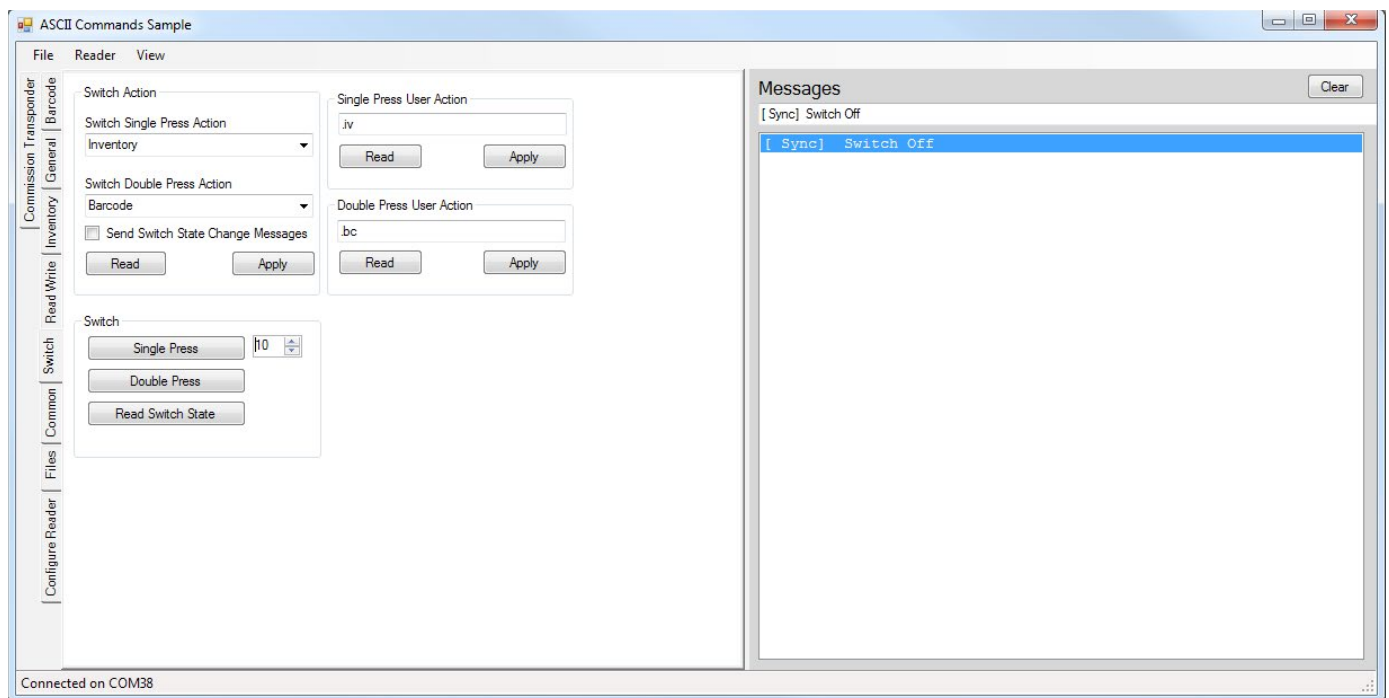 ASCII Commands Sample
File Reader View
Commission Transponder
Barcode
General
Inventory
Read Write
Switch
Common
Files
Configure Reader
Switch Action
Switch Single Press Action
Inventory
Switch Double Press Action
Barcode
Send Switch State Change Messages
Read Apply
Single Press User Action
.iv
Read Apply
Double Press User Action
.bc
Read Apply
Switch
Single Press 10
Double Press
Read Switch State
Messages Clear
[ Sync] Switch Off
[ Sync] Switch Off
Connected on COM38